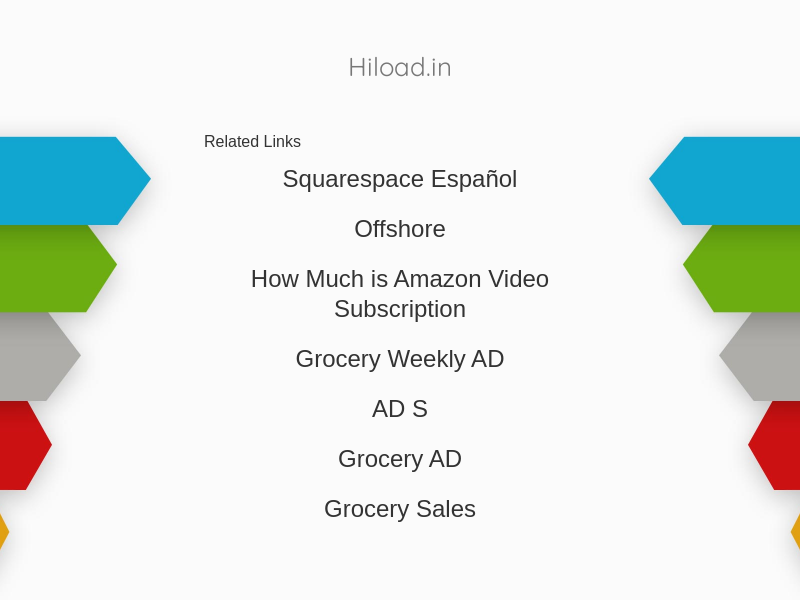 Hiload.in
Related Links
Squarespace Español
Offshore
How Much is Amazon Video
Subscription
Grocery Weekly AD
AD S
Grocery AD
Grocery Sales